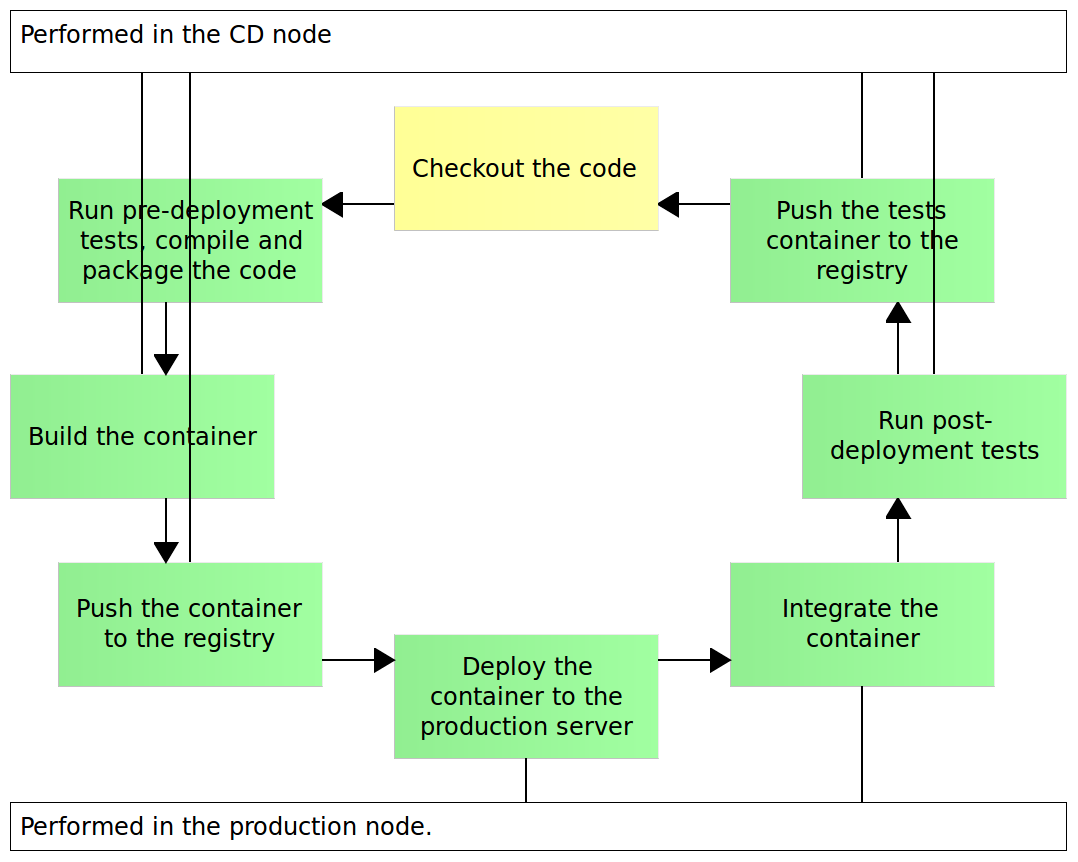 Performed in the CD node
Checkout the code
Run pre-deployment
tests, compile and
package the code
Push the tests
container to the
registry
Build the container
Run post-
deployment tests
Push the container
to the registry
Integrate the
container
Deploy the
container to the
production server
Performed in the production node.